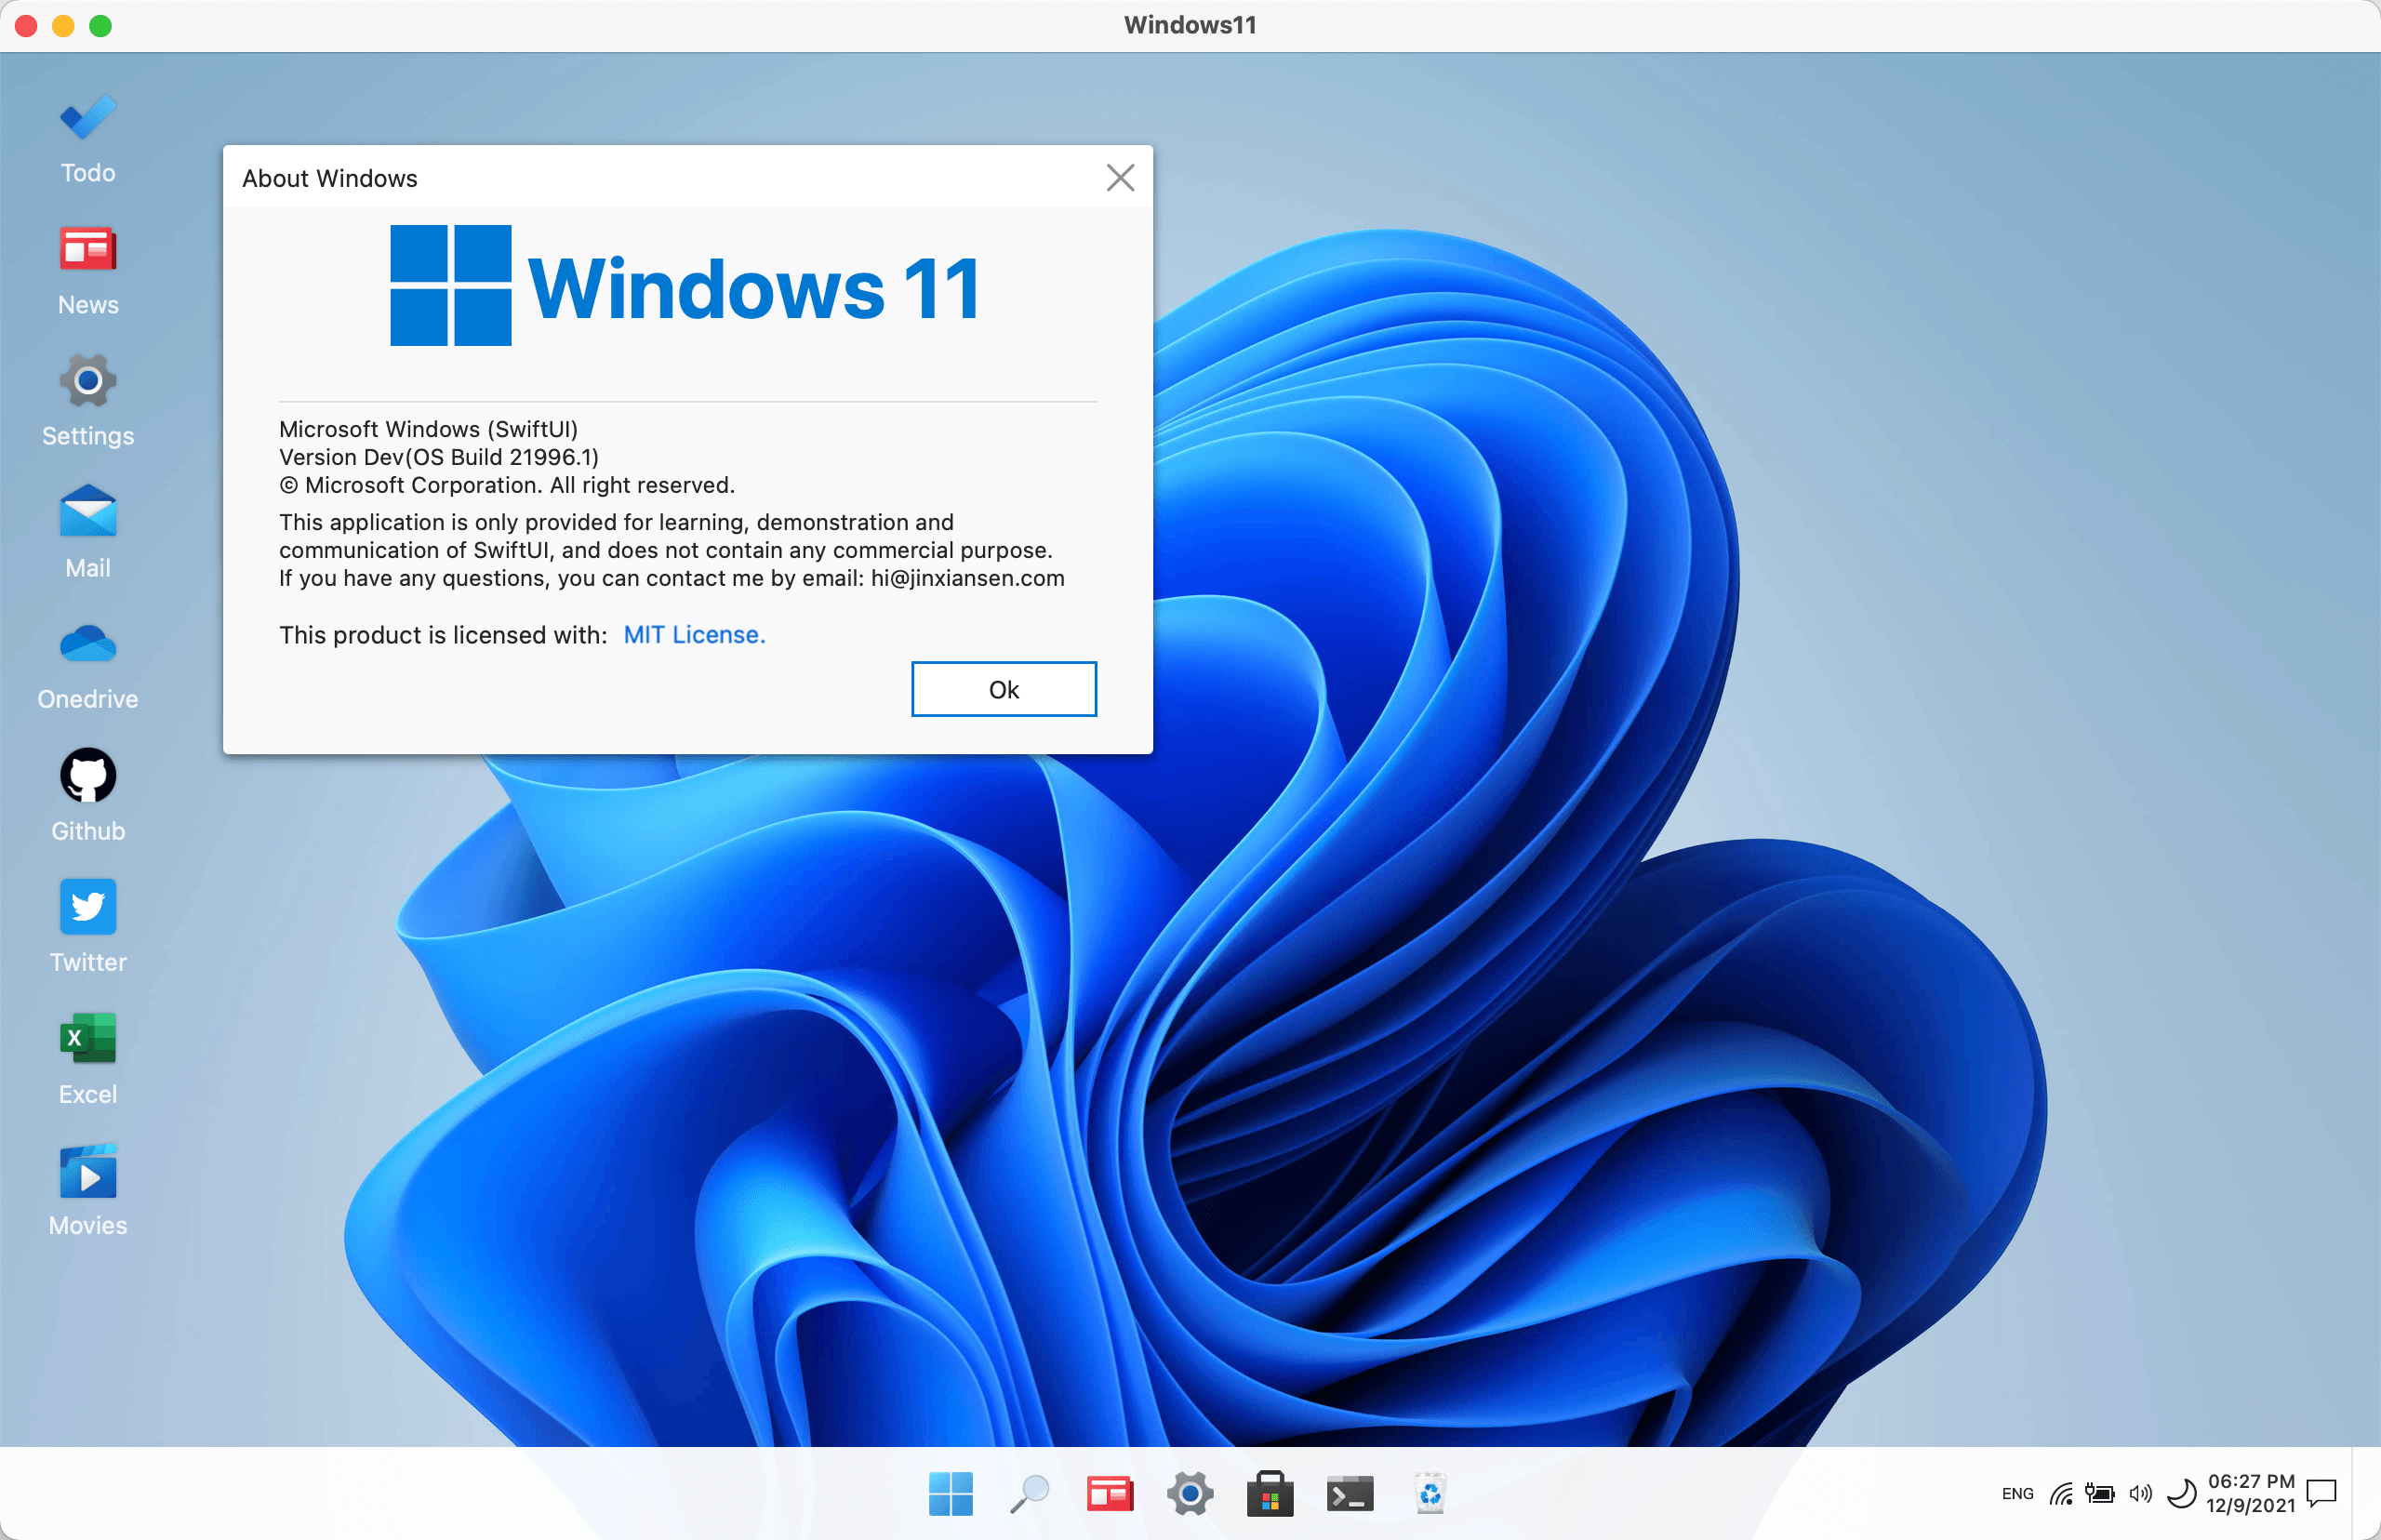 Windows11
Todo
News
Settings
Mail
Onedrive
Github
Twitter
X
Excel
Movies
About Windows
Windows 11
Microsoft Windows (SwiftUI)
Version Dev(OS Build 21996.1)
© Microsoft Corporation. All right reserved.
This application is only provided for learning, demonstration and
communication of SwiftUI, and does not contain any commercial purpose.
If you have any questions, you can contact me by email: hi@jinxiansen.com
This product is licensed with: MIT License.
Ok
ENG
06:27 PM
12/9/2021